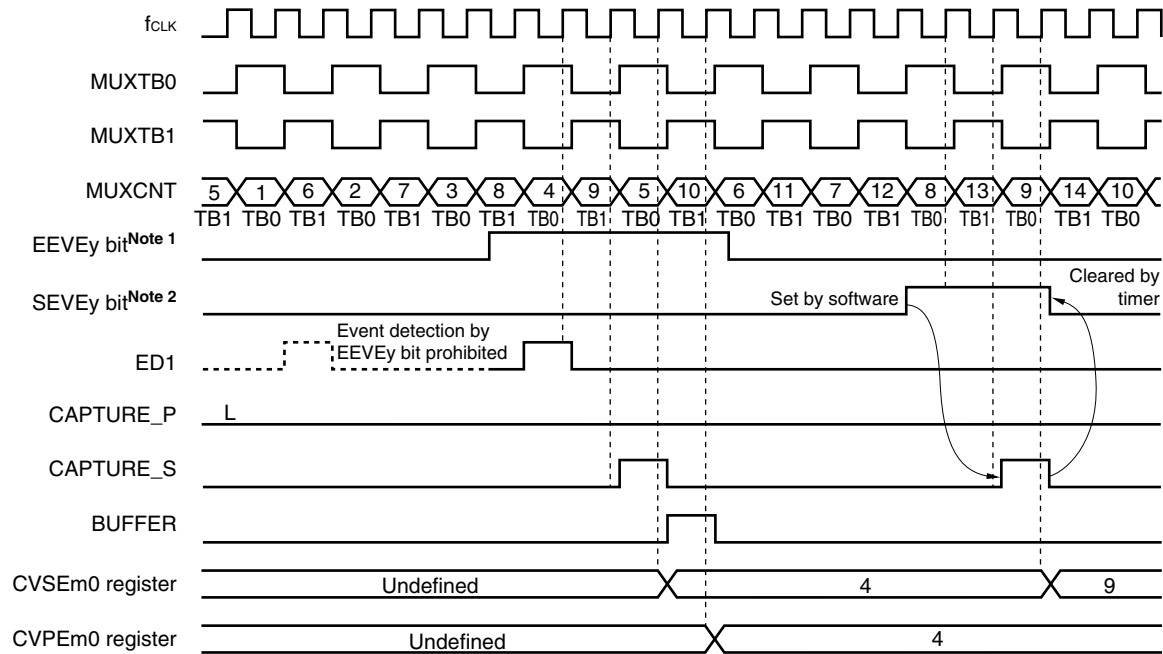 fCLK
MUXTB0
MUXTB1
MUXCNT 5 1 6 2 7 3 8 4 9 5 10 6 11 7 12 8 13 9 14 10
TB1 TB0 TB1 TB0 TB1 TB0 TB1 TB0 TB1 TB0 TB1 TB0 TB1 TB0 TB1 TB0 TB1 TB0 TB1 TB0
EEVEy bitNote 1
SEVEy bitNote 2
Set by software
Cleared by
timer
Event detection by
EEVEy bit prohibited
ED1
CAPTURE_P L
CAPTURE_S
BUFFER
CVSEm0 register Undefined 4 9
CVPEm0 register Undefined 4